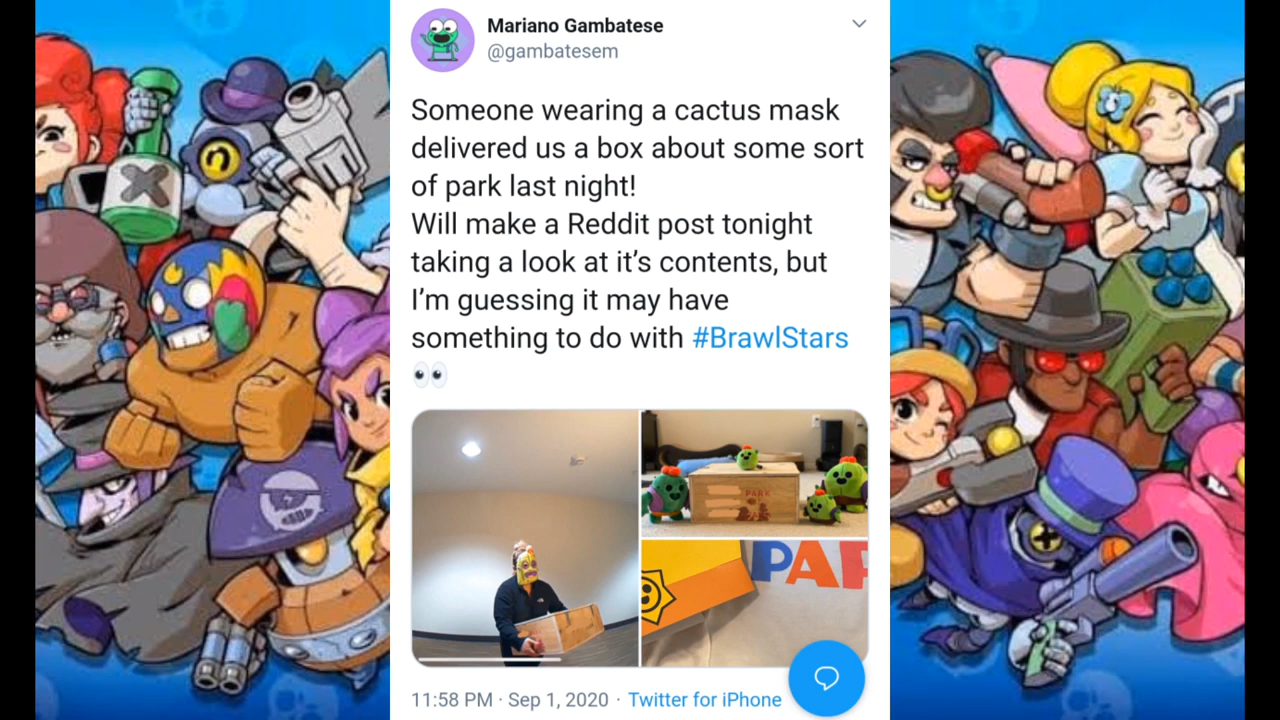 Mariano Gambatese
@gambatesem
Someone wearing a cactus mask
delivered us a box about some sort
of park last night!
Will make a Reddit post tonight
taking a look at it's contents, but
I'm guessing it may have
something to do with #BrawlStars
👀
PARK
PAR
11:58 PM · Sep 1, 2020 · Twitter for iPhone